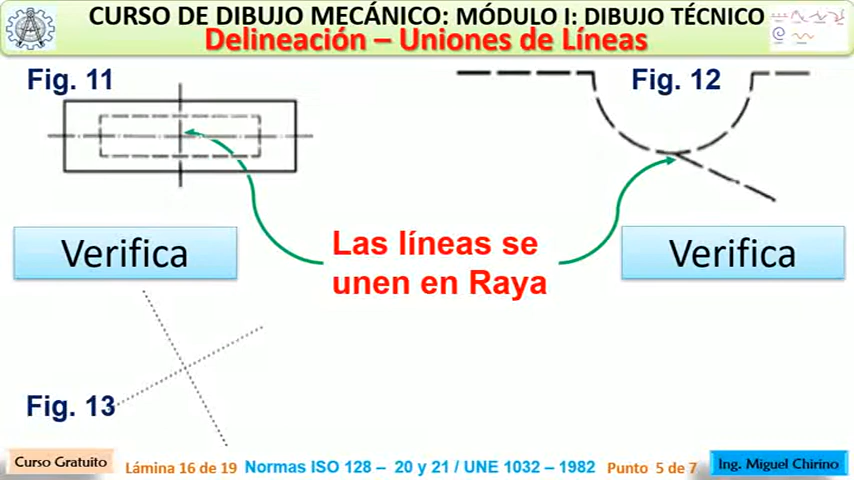 CURSO DE DIBUJO MECÁNICO: MÓDULO I: DIBUJO TÉCNICO
Delineación – Uniones de Líneas
Fig. 11
Fig. 12
Verifica
Las líneas se
unen en Raya
Verifica
Fig. 13
Curso Gratuito
Lámina 16 de 19
Normas ISO 128 – 20 y 21 / UNE 1032 – 1982
Punto 5 de 7
Ing. Miguel Chirino